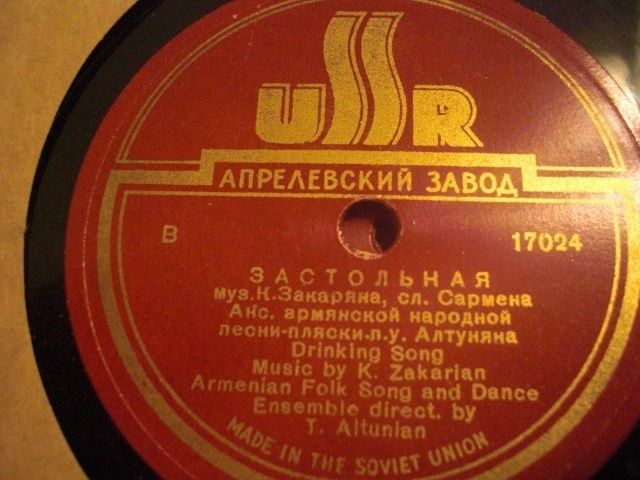 USSR
АПРЕЛЕВСКИЙ ЗАВОД
В 17024
ЗАСТОЛЬНАЯ
муз.К.Закаряна, сл. Сармена
Анс. армянской народной
песни-пляски.п.у. Алтуняна
Drinking Song
Music by K. Zakarian
Armenian Folk Song and Dance
Ensemble direct. by
T. Altunian
MADE IN THE SOVIET UNION